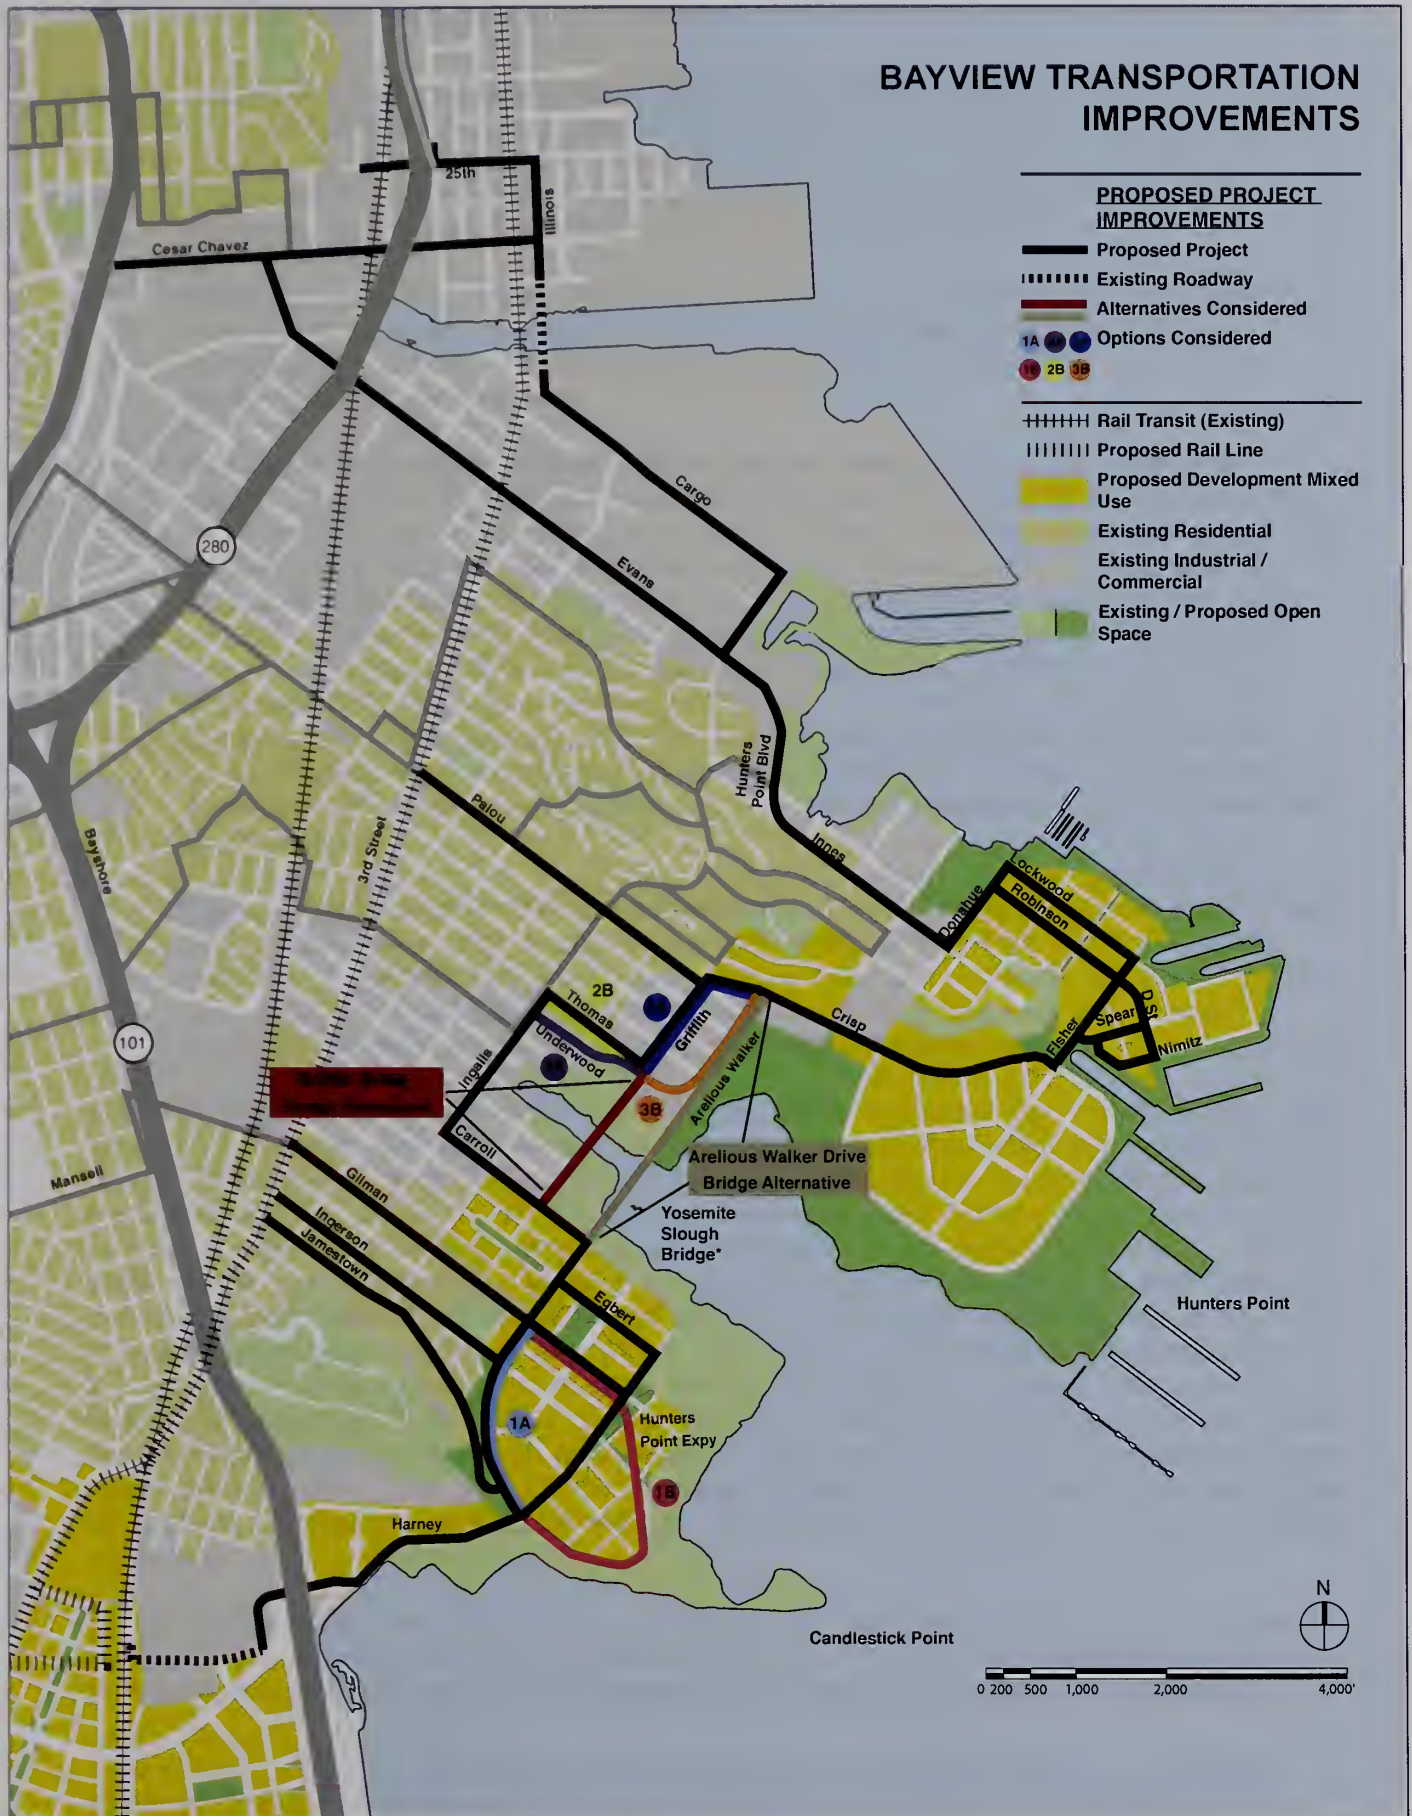 BAYVIEW TRANSPORTATION
IMPROVEMENTS
PROPOSED PROJECT
IMPROVEMENTS
Proposed Project
Existing Roadway
Alternatives Considered
1A
Options Considered
1B 2B 3B
Rail Transit (Existing)
Proposed Rail Line
Proposed Development Mixed
Use
Existing Residential
Existing Industrial /
Commercial
Existing / Proposed Open
Space
25th
Illinois
Cesar Chavez
Cargo
Evans
280
Hunters
Point Blvd
Innes
Palou
3rd Street
Bayshore
Lockwood
Robinson
Donahue
2B
Thomas
Underwood
Griffith
Crisp
Fisher
Spear
D St
Nimitz
101
Ingalls
Arelious Walker
3B
Carroll
Arelious Walker Drive
Bridge Alternative
Mansell
Gilman
Yosemite
Slough
Bridge*
Ingerson
Jamestown
Egbert
Hunters Point
1A
Hunters
Point Expy
1B
Harney
Candlestick Point
N
0 200 500 1,000 2,000 4,000'